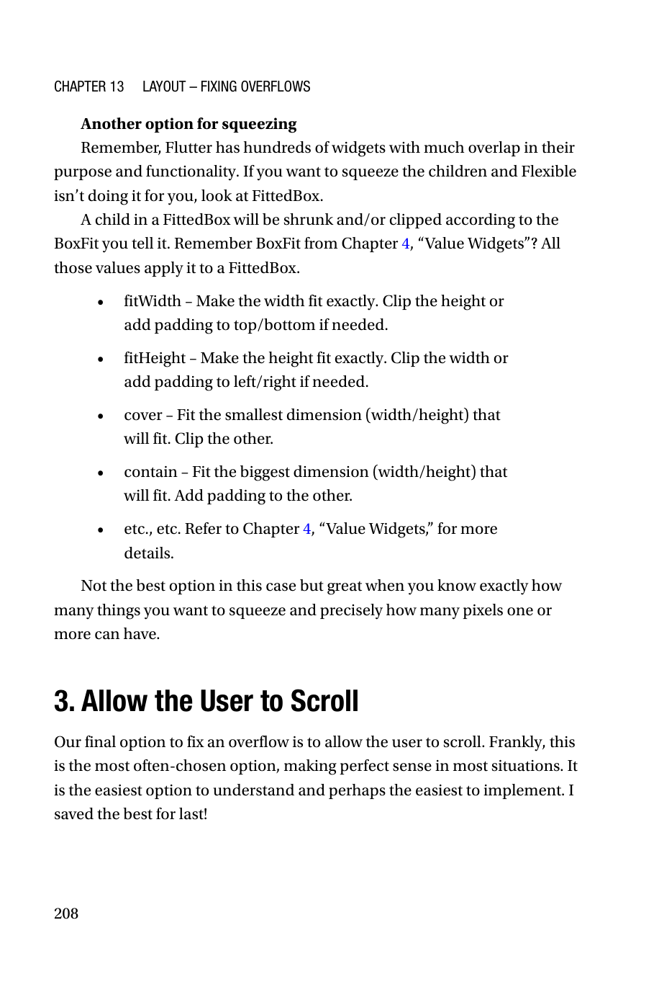 CHAPTER 13 LAYOUT – FIXING OVERFLOWS
Another option for squeezing
Remember, Flutter has hundreds of widgets with much overlap in their
purpose and functionality. If you want to squeeze the children and Flexible
isn’t doing it for you, look at FittedBox.
A child in a FittedBox will be shrunk and/or clipped according to the
BoxFit you tell it. Remember BoxFit from Chapter 4, “Value Widgets”? All
those values apply it to a FittedBox.
• fitWidth – Make the width fit exactly. Clip the height or
add padding to top/bottom if needed.
• fitHeight – Make the height fit exactly. Clip the width or
add padding to left/right if needed.
• cover – Fit the smallest dimension (width/height) that
will fit. Clip the other.
• contain – Fit the biggest dimension (width/height) that
will fit. Add padding to the other.
• etc., etc. Refer to Chapter 4, “Value Widgets,” for more
details.
Not the best option in this case but great when you know exactly how
many things you want to squeeze and precisely how many pixels one or
more can have.
3. Allow the User to Scroll
Our final option to fix an overflow is to allow the user to scroll. Frankly, this
is the most often-chosen option, making perfect sense in most situations. It
is the easiest option to understand and perhaps the easiest to implement. I
saved the best for last!
208